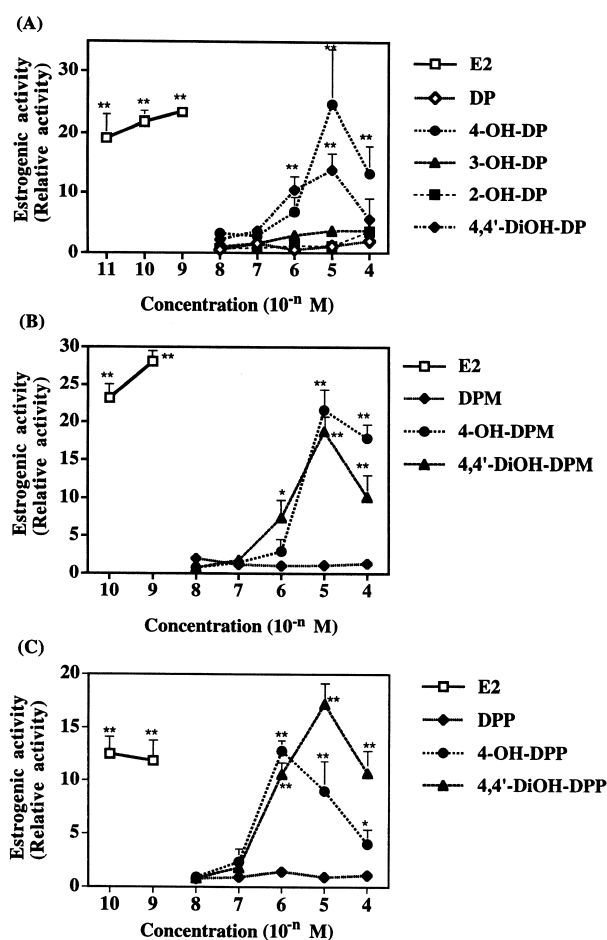 (A)
Estrogenic activity
(Relative activity)
30
20
10
0
** ** ** ** ** ** **
11 10 9 8 7 6 5 4
Concentration (10-n M)
E2
DP
4-OH-DP
3-OH-DP
2-OH-DP
4,4'-DiOH-DP
(B)
Estrogenic activity
(Relative activity)
30
25
20
15
10
5
0
** ** * ** ** ** **
10 9 8 7 6 5 4
Concentration (10-n M)
E2
DPM
4-OH-DPM
4,4'-DiOH-DPM
(C)
Estrogenic activity
(Relative activity)
20
15
10
5
0
** ** ** ** ** ** ** *
10 9 8 7 6 5 4
Concentration (10-n M)
E2
DPP
4-OH-DPP
4,4'-DiOH-DPP